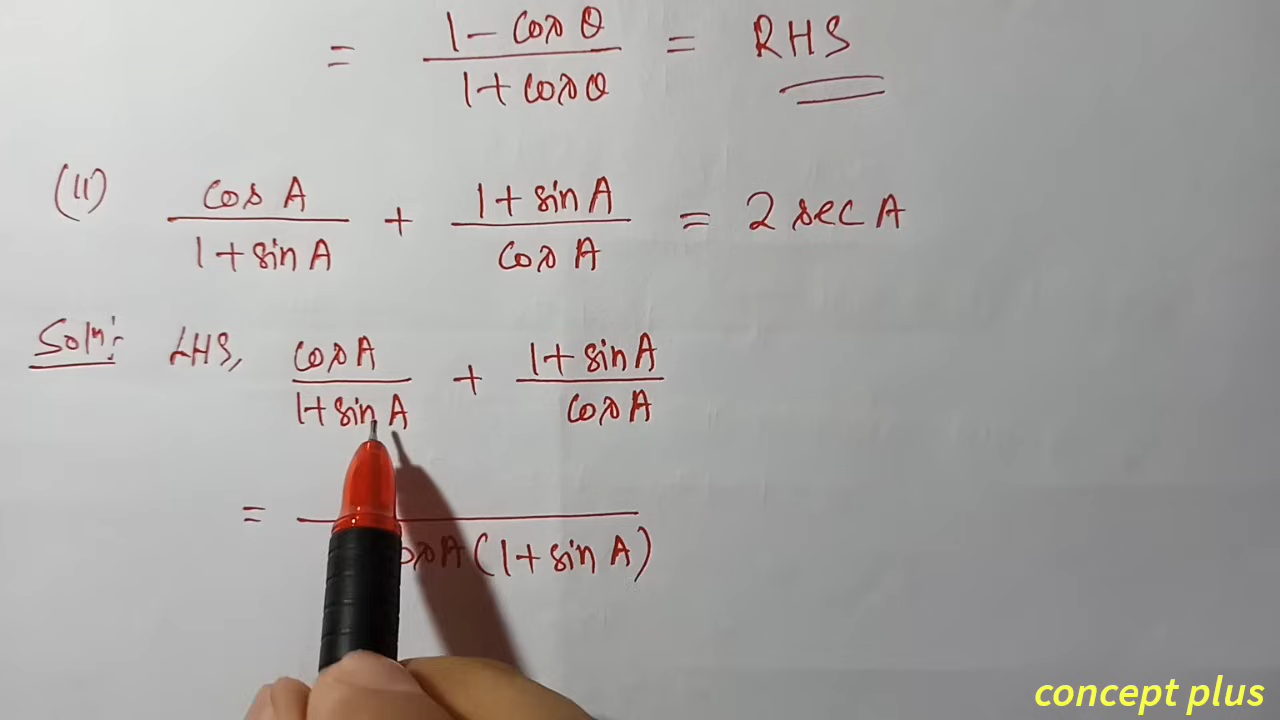 = (1 - cos θ)/(1 + cos θ) = RHS
(II) (cos A)/(1 + sin A) + (1 + sin A)/(cos A) = 2 sec A
Soln: LHS, (cos A)/(1 + sin A) + (1 + sin A)/(cos A)
= /(A (1 + sin A))
concept plus